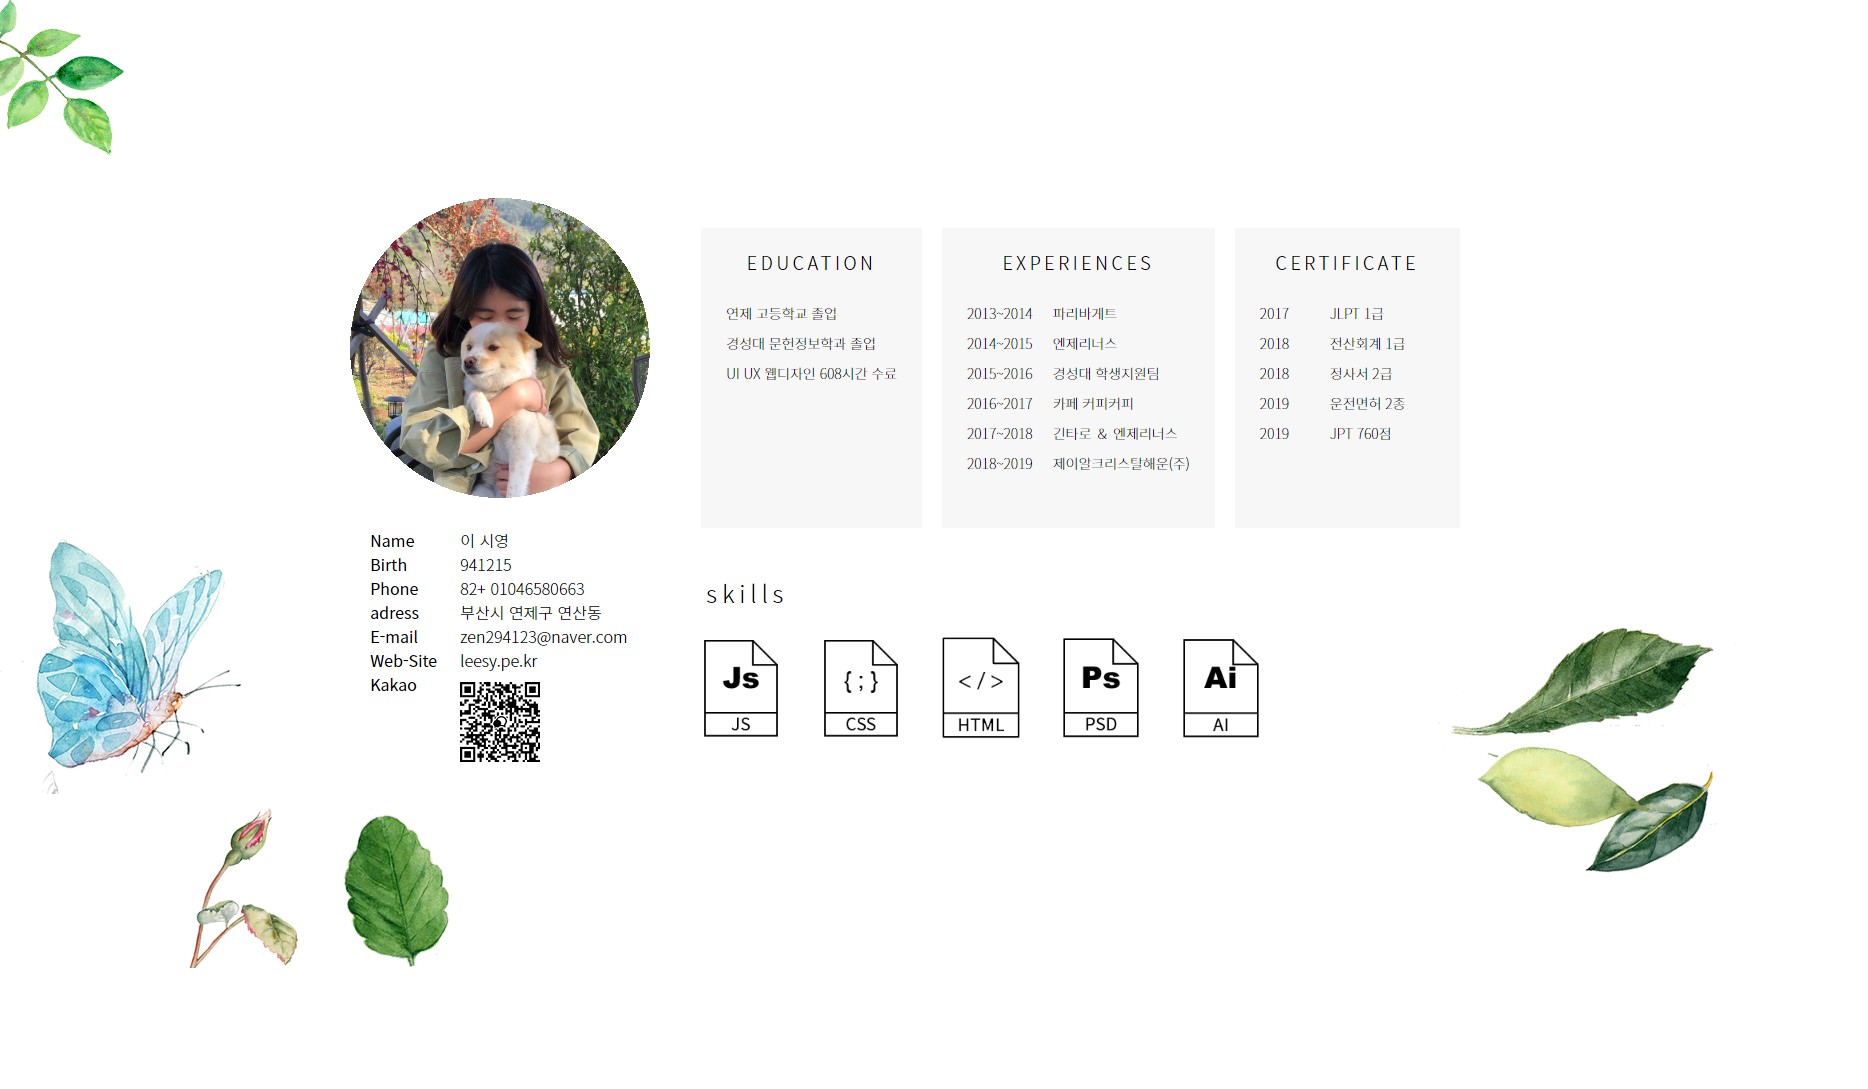 EDUCATION
연제 고등학교 졸업
경성대 문헌정보학과 졸업
UI UX 웹디자인 608시간 수료
EXPERIENCES
2013~2014 파리바게트
2014~2015 엔제리너스
2015~2016 경성대 학생지원팀
2016~2017 카페 커피커피
2017~2018 긴타로 & 엔제리너스
2018~2019 제이알크리스탈해운(주)
CERTIFICATE
2017 JLPT 1급
2018 전산회계 1급
2018 정사서 2급
2019 운전면허 2종
2019 JPT 760점
Name 이 시영
Birth 941215
Phone 82+ 01046580663
adress 부산시 연제구 연산동
E-mail zen294123@naver.com
Web-Site leesy.pe.kr
Kakao
skills
Js
JS
{ ; }
CSS
</>
HTML
Ps
PSD
Ai
AI